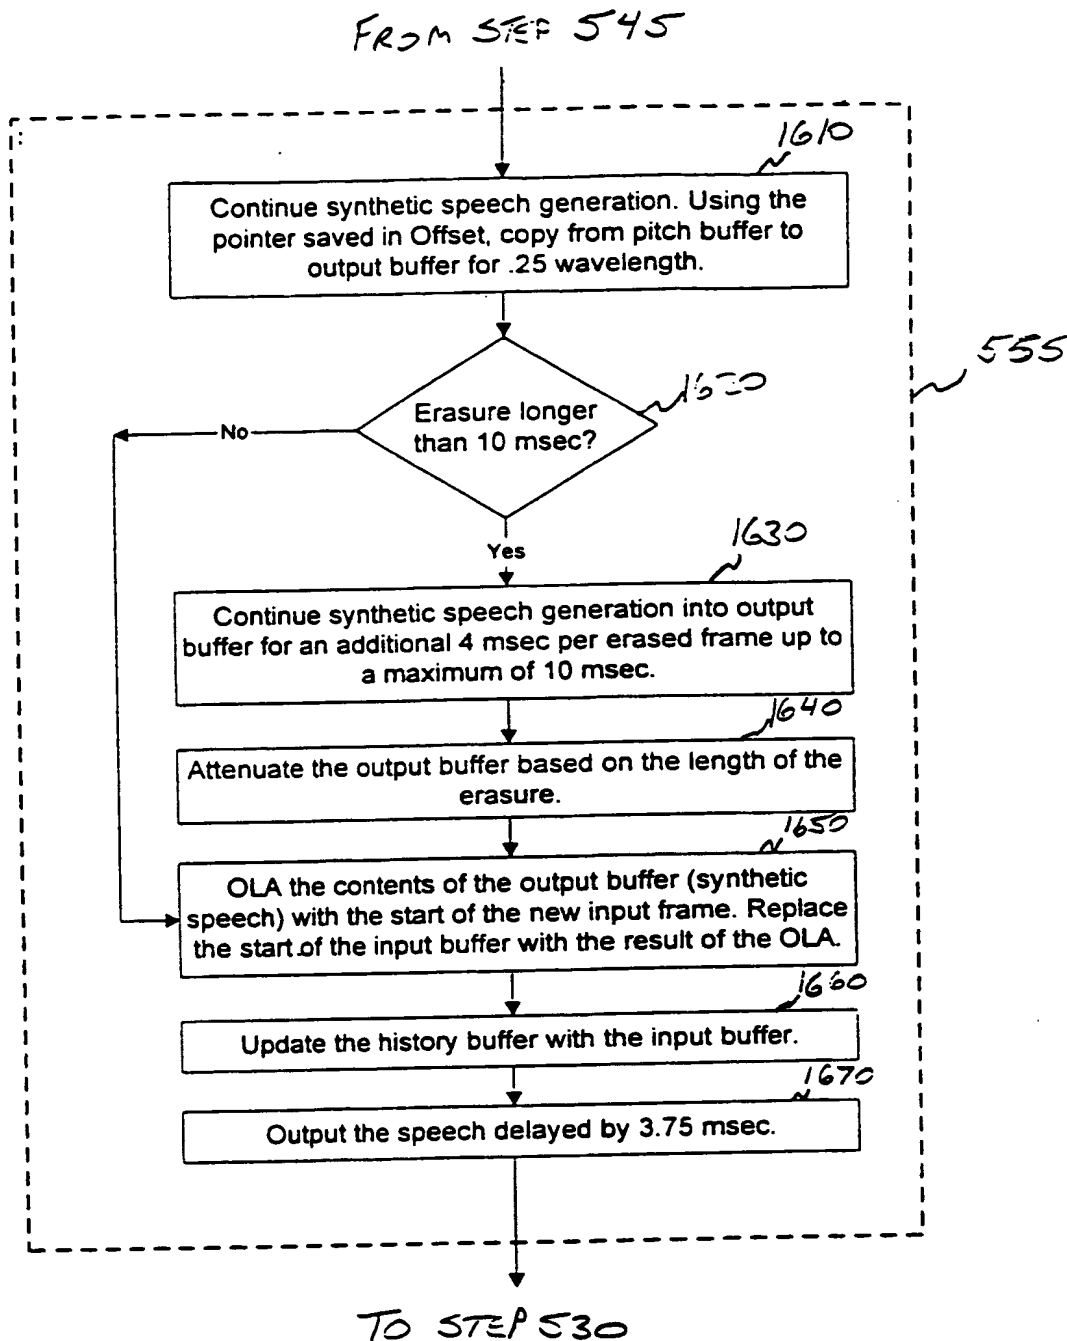 FROM STEP 545
1610
Continue synthetic speech generation. Using the
pointer saved in Offset, copy from pitch buffer to
output buffer for .25 wavelength.
555
1620
Erasure longer
than 10 msec?
No
Yes
1630
Continue synthetic speech generation into output
buffer for an additional 4 msec per erased frame up to
a maximum of 10 msec.
1640
Attenuate the output buffer based on the length of the
erasure.
1650
OLA the contents of the output buffer (synthetic
speech) with the start of the new input frame. Replace
the start of the input buffer with the result of the OLA.
1660
Update the history buffer with the input buffer.
1670
Output the speech delayed by 3.75 msec.
TO STEP 530